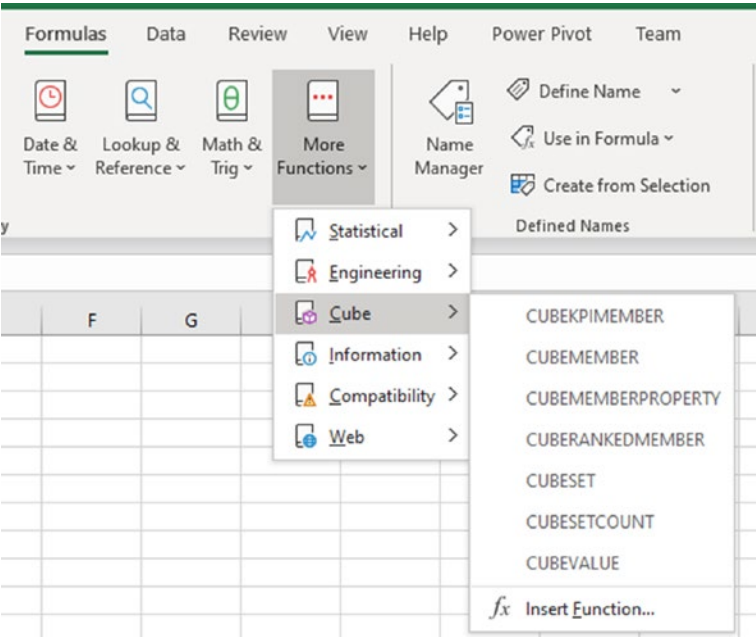 Formulas Data Review View Help Power Pivot Team
Date & Time
Lookup & Reference
Math & Trig
More Functions
Name Manager
Define Name
Use in Formula
Create from Selection
y
Defined Names
Statistical
Engineering
Cube
Information
Compatibility
Web
F G
CUBEKPIMEMBER
CUBEMEMBER
CUBEMEMBERPROPERTY
CUBERANKEDMEMBER
CUBESET
CUBESETCOUNT
CUBEVALUE
fx Insert Function...